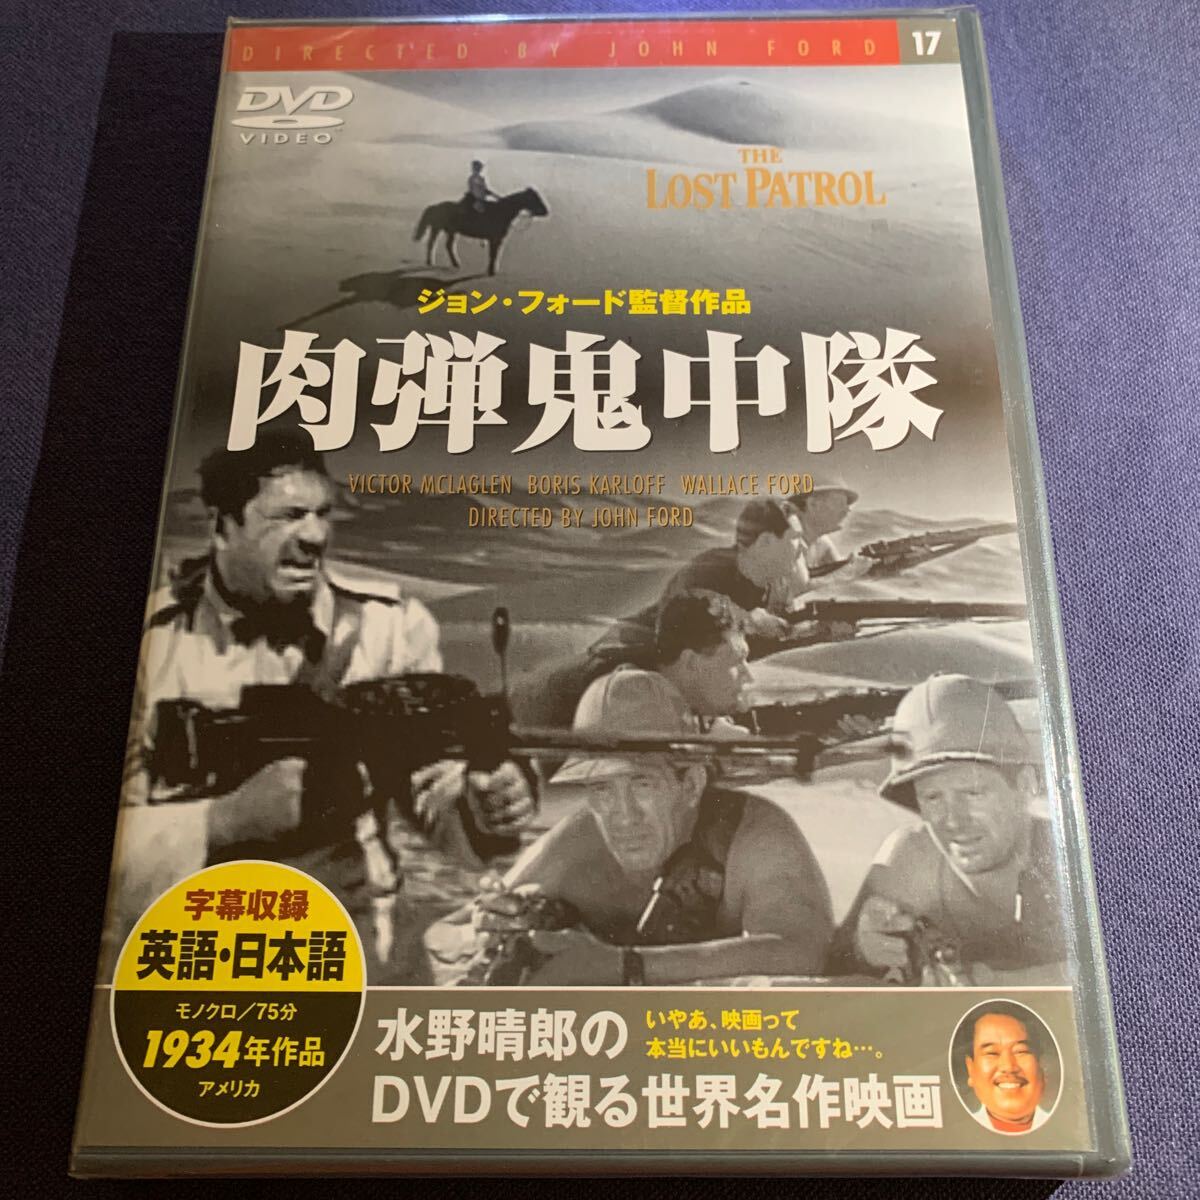 DIRECTED BY JOHN FORD 17
DVD
VIDEO
THE
LOST PATROL
ジョン・フォード監督作品
肉弾鬼中隊
VICTOR MCLAGLEN BORIS KARLOFF WALLACE FORD
DIRECTED BY JOHN FORD
字幕収録
英語・日本語
モノクロ/75分
1934年作品
アメリカ
水野晴郎の
いやあ、映画って
本当にいいもんですね…。
DVDで観る世界名作映画